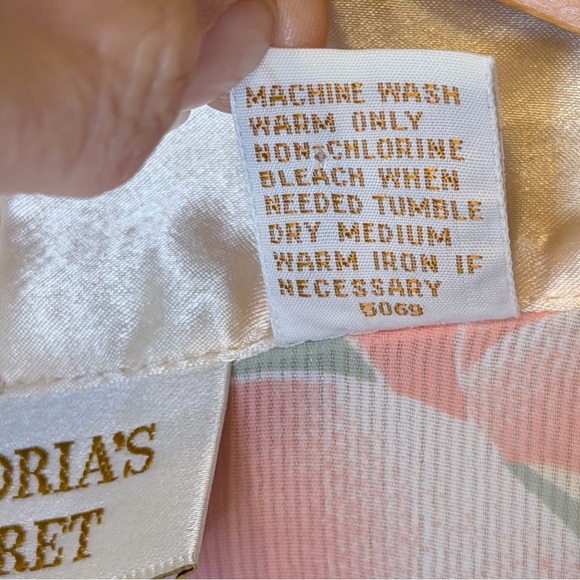 MACHINE WASH
WARM ONLY
NON-CHLORINE
BLEACH WHEN
NEEDED TUMBLE
DRY MEDIUM
WARM IRON IF
NECESSARY
5069
ORIA'S
RET